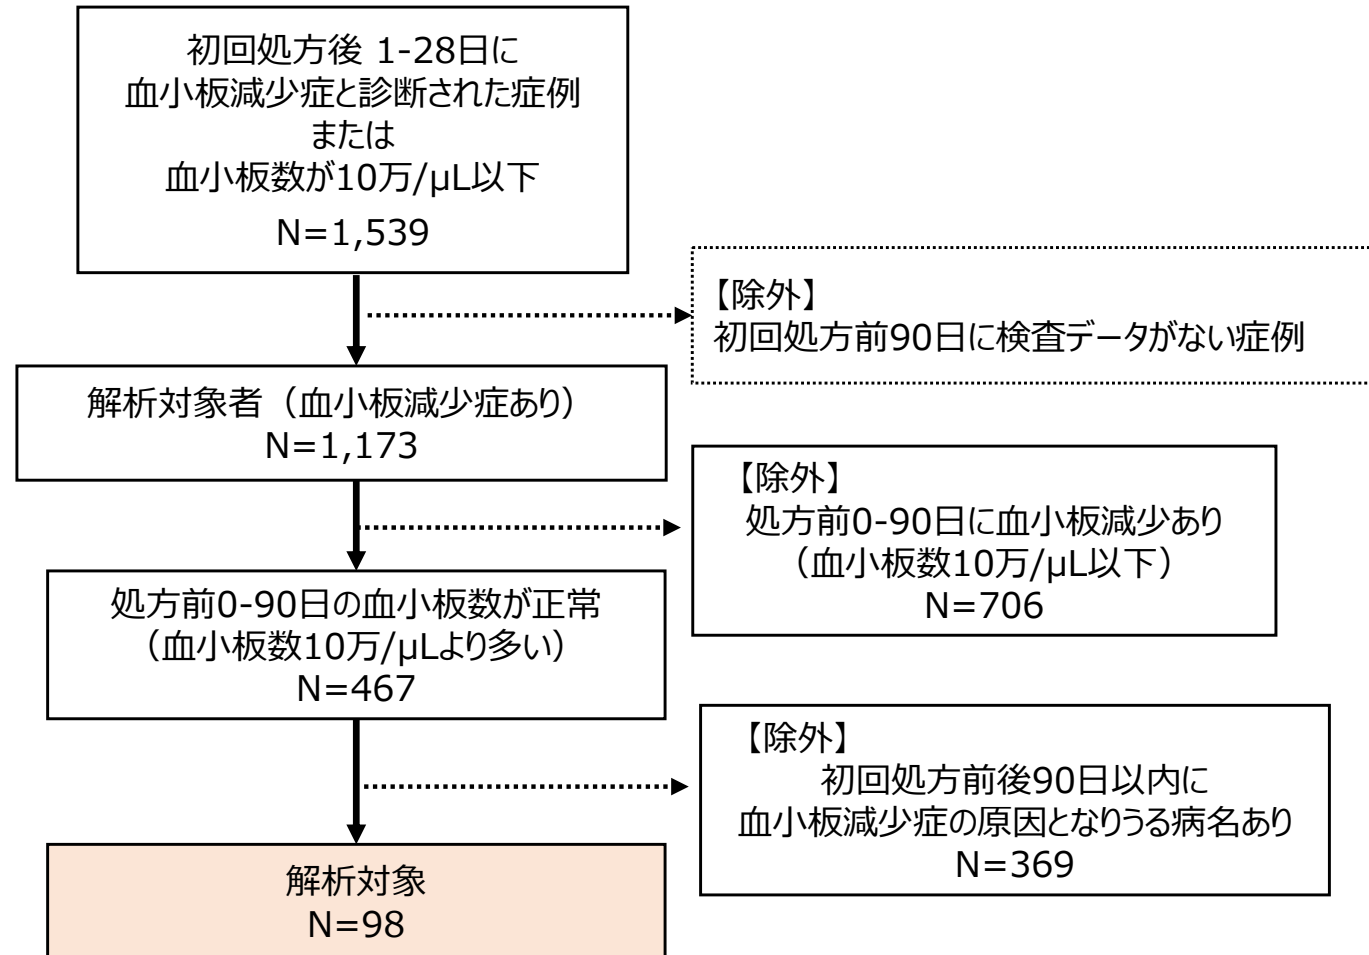 初回処方後 1-28日に
血小板減少症と診断された症例
または
血小板数が10万/μL以下
N=1,539
【除外】
初回処方前90日に検査データがない症例
解析対象者（血小板減少症あり）
N=1,173
【除外】
処方前0-90日に血小板減少あり
（血小板数10万/μL以下）
N=706
処方前0-90日の血小板数が正常
（血小板数10万/μLより多い）
N=467
【除外】
初回処方前後90日以内に
血小板減少症の原因となりうる病名あり
N=369
解析対象
N=98